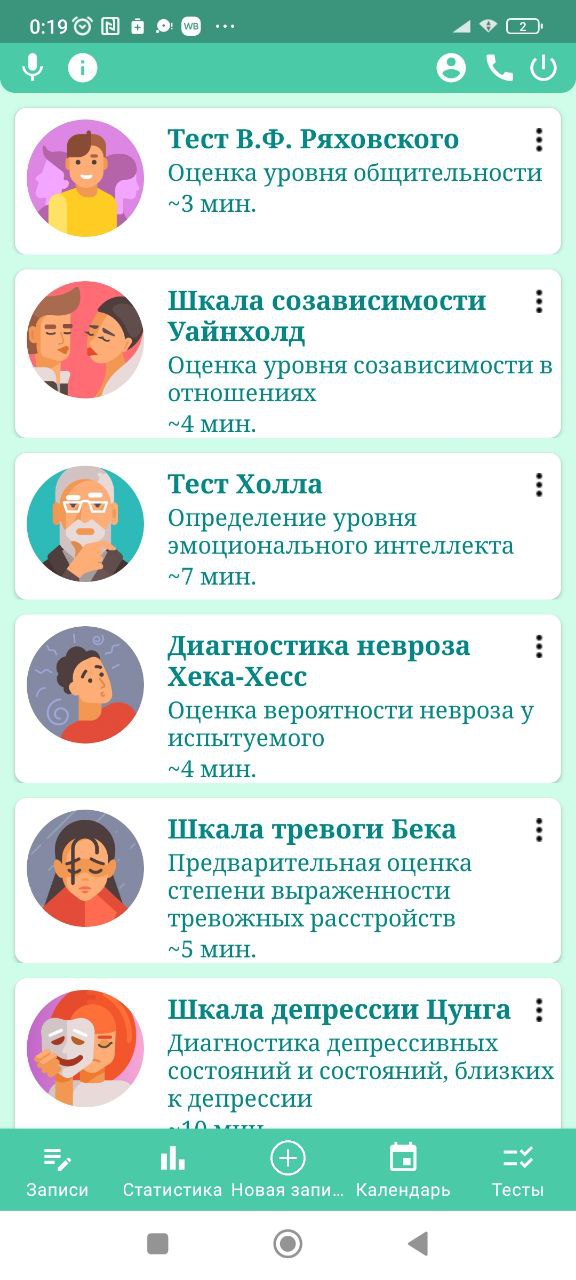 0:19 WB 2
Тест В.Ф. Ряховского
Оценка уровня общительности
~3 мин.
Шкала созависимости
Уайнхолд
Оценка уровня созависимости в
отношениях
~4 мин.
Тест Холла
Определение уровня
эмоционального интеллекта
~7 мин.
Диагностика невроза
Хека-Хесс
Оценка вероятности невроза у
испытуемого
~4 мин.
Шкала тревоги Бека
Предварительная оценка
степени выраженности
тревожных расстройств
~5 мин.
Шкала депрессии Цунга
Диагностика депрессивных
состояний и состояний, близких
к депрессии
~10 мин.
Записи Статистика Новая запи... Календарь Тесты